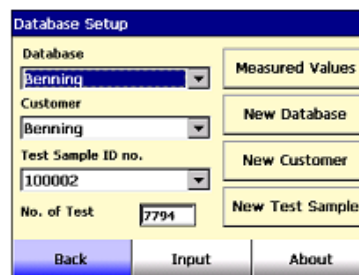 Database Setup
Database
Benning
Customer
Benning
Test Sample ID no.
100002
No. of Test 7794
Measured Values
New Database
New Customer
New Test Sample
Back Input About